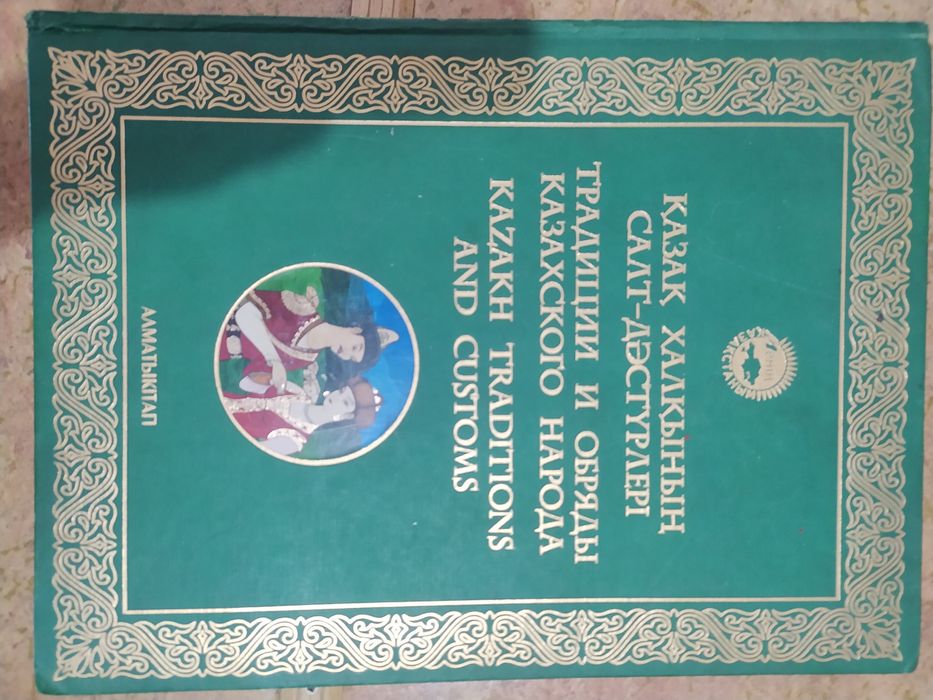 ҚАЗАҚ ХАЛҚЫНЫҢ
САЛТ-ДӘСТҮРЛЕРІ
ТРАДИЦИИ И ОБРЯДЫ
КАЗАХСКОГО НАРОДА
KAZAKH TRADITIONS
AND CUSTOMS
АЛМАТЫКІТАП